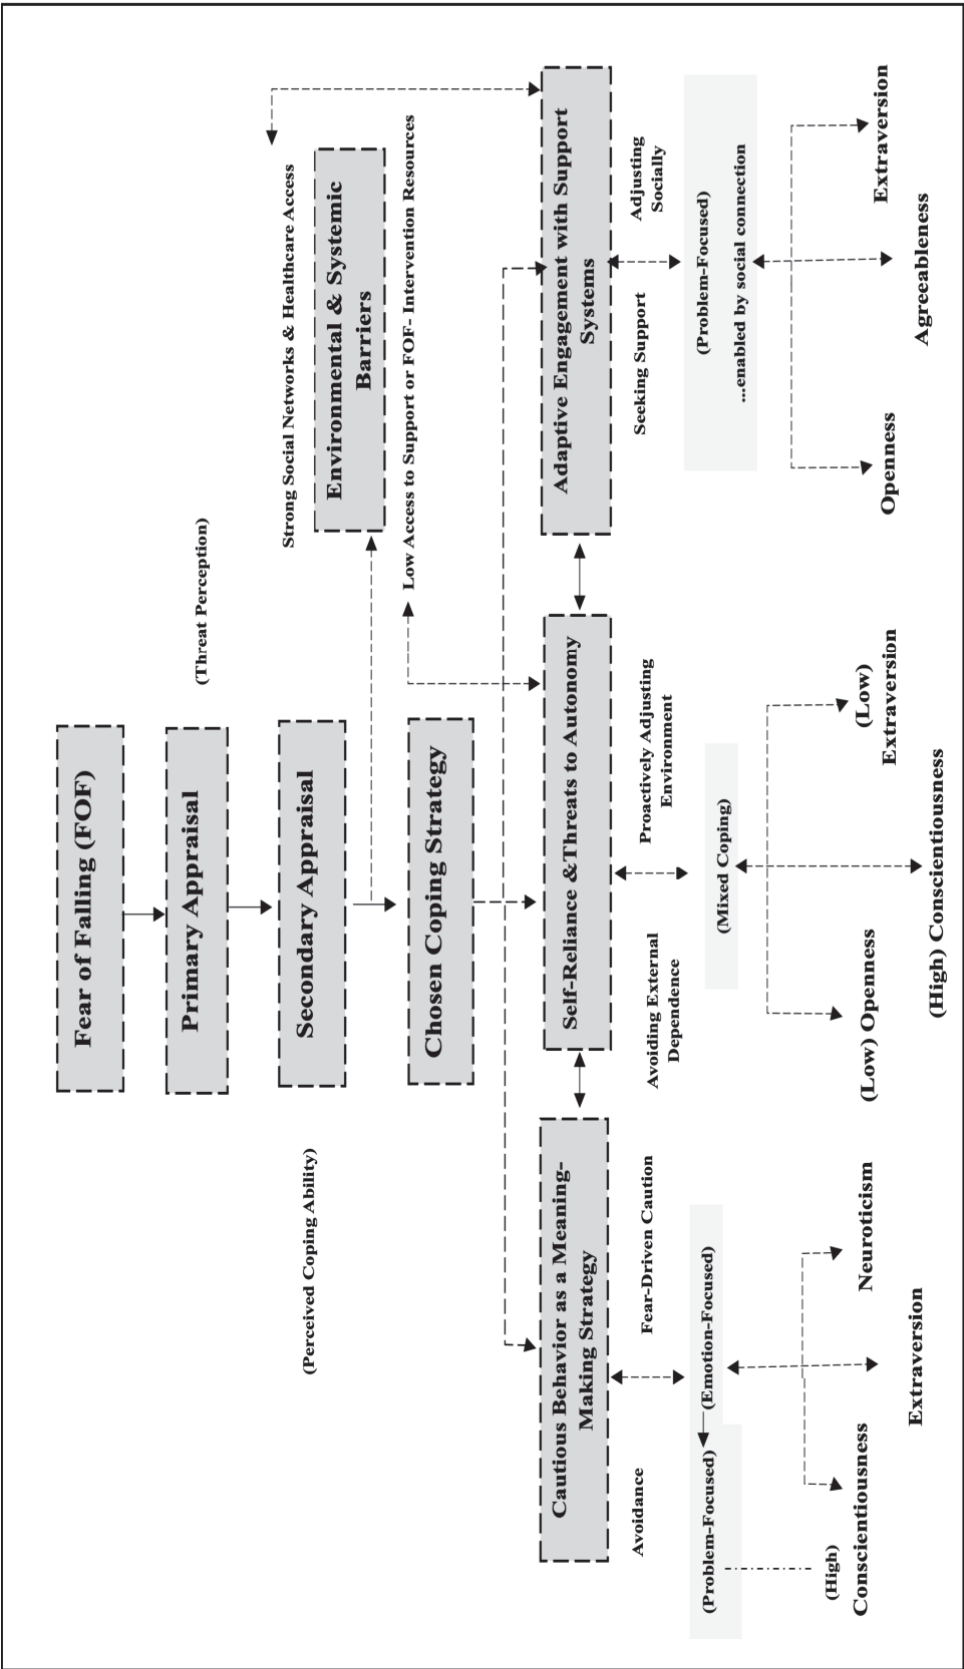 Fear of Falling (FOF)
Primary Appraisal
(Threat Perception)
Secondary Appraisal
(Perceived Coping Ability)
Strong Social Networks & Healthcare Access
Environmental & Systemic
Barriers
Low Access to Support or FOF- Intervention Resources
Chosen Coping Strategy
Cautious Behavior as a Meaning-
Making Strategy
Avoidance
Fear-Driven Caution
(Problem-Focused)
(Emotion-Focused)
(High)
Conscientiousness
Extraversion
Neuroticism
Self-Reliance &Threats to Autonomy
Avoiding External
Dependence
Proactively Adjusting
Environment
(Mixed Coping)
(Low) Openness
(High) Conscientiousness
(Low)
Extraversion
Adaptive Engagement with Support
Systems
Seeking Support
Adjusting
Socially
(Problem-Focused)
...enabled by social connection
Openness
Agreeableness
Extraversion